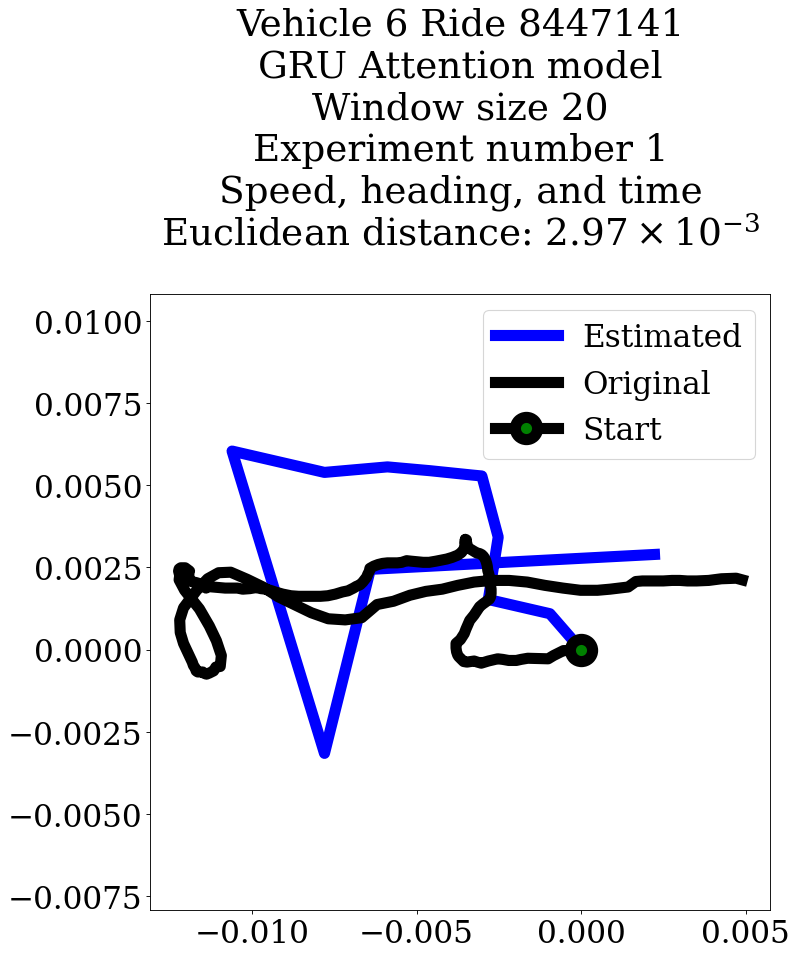 Vehicle 6 Ride 8447141
GRU Attention model
Window size 20
Experiment number 1
Speed, heading, and time
Euclidean distance: 2.97 × 10⁻³
Estimated
Original
Start
0.0100
0.0075
0.0050
0.0025
0.0000
−0.0025
−0.0050
−0.0075
−0.010 −0.005 0.000 0.005